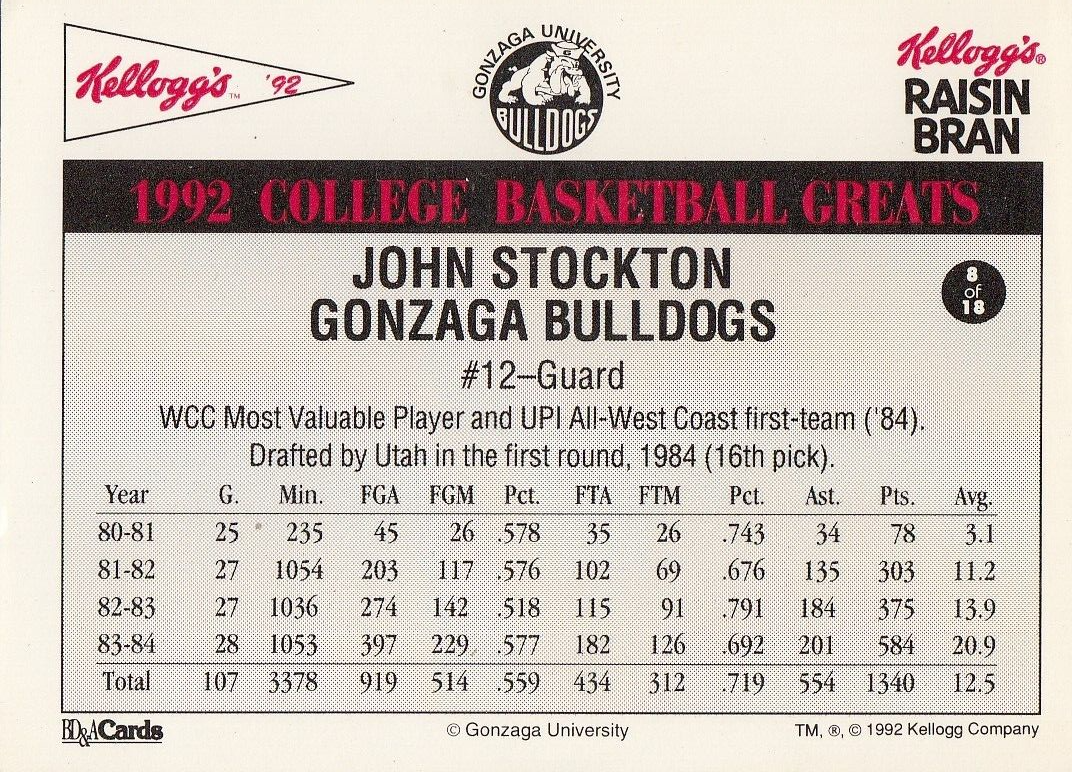 Kellogg's™ '92
GONZAGA UNIVERSITY
BULLDOGS
Kellogg's®
RAISIN
BRAN
1992 COLLEGE BASKETBALL GREATS
JOHN STOCKTON
GONZAGA BULLDOGS
8
of
18
#12–Guard
WCC Most Valuable Player and UPI All-West Coast first-team ('84).
Drafted by Utah in the first round, 1984 (16th pick).
Year G. Min. FGA FGM Pct. FTA FTM Pct. Ast. Pts. Avg.
80-81 25 235 45 26 .578 35 26 .743 34 78 3.1
81-82 27 1054 203 117 .576 102 69 .676 135 303 11.2
82-83 27 1036 274 142 .518 115 91 .791 184 375 13.9
83-84 28 1053 397 229 .577 182 126 .692 201 584 20.9
Total 107 3378 919 514 .559 434 312 .719 554 1340 12.5
BD&A Cards
© Gonzaga University
TM, ®, © 1992 Kellogg Company